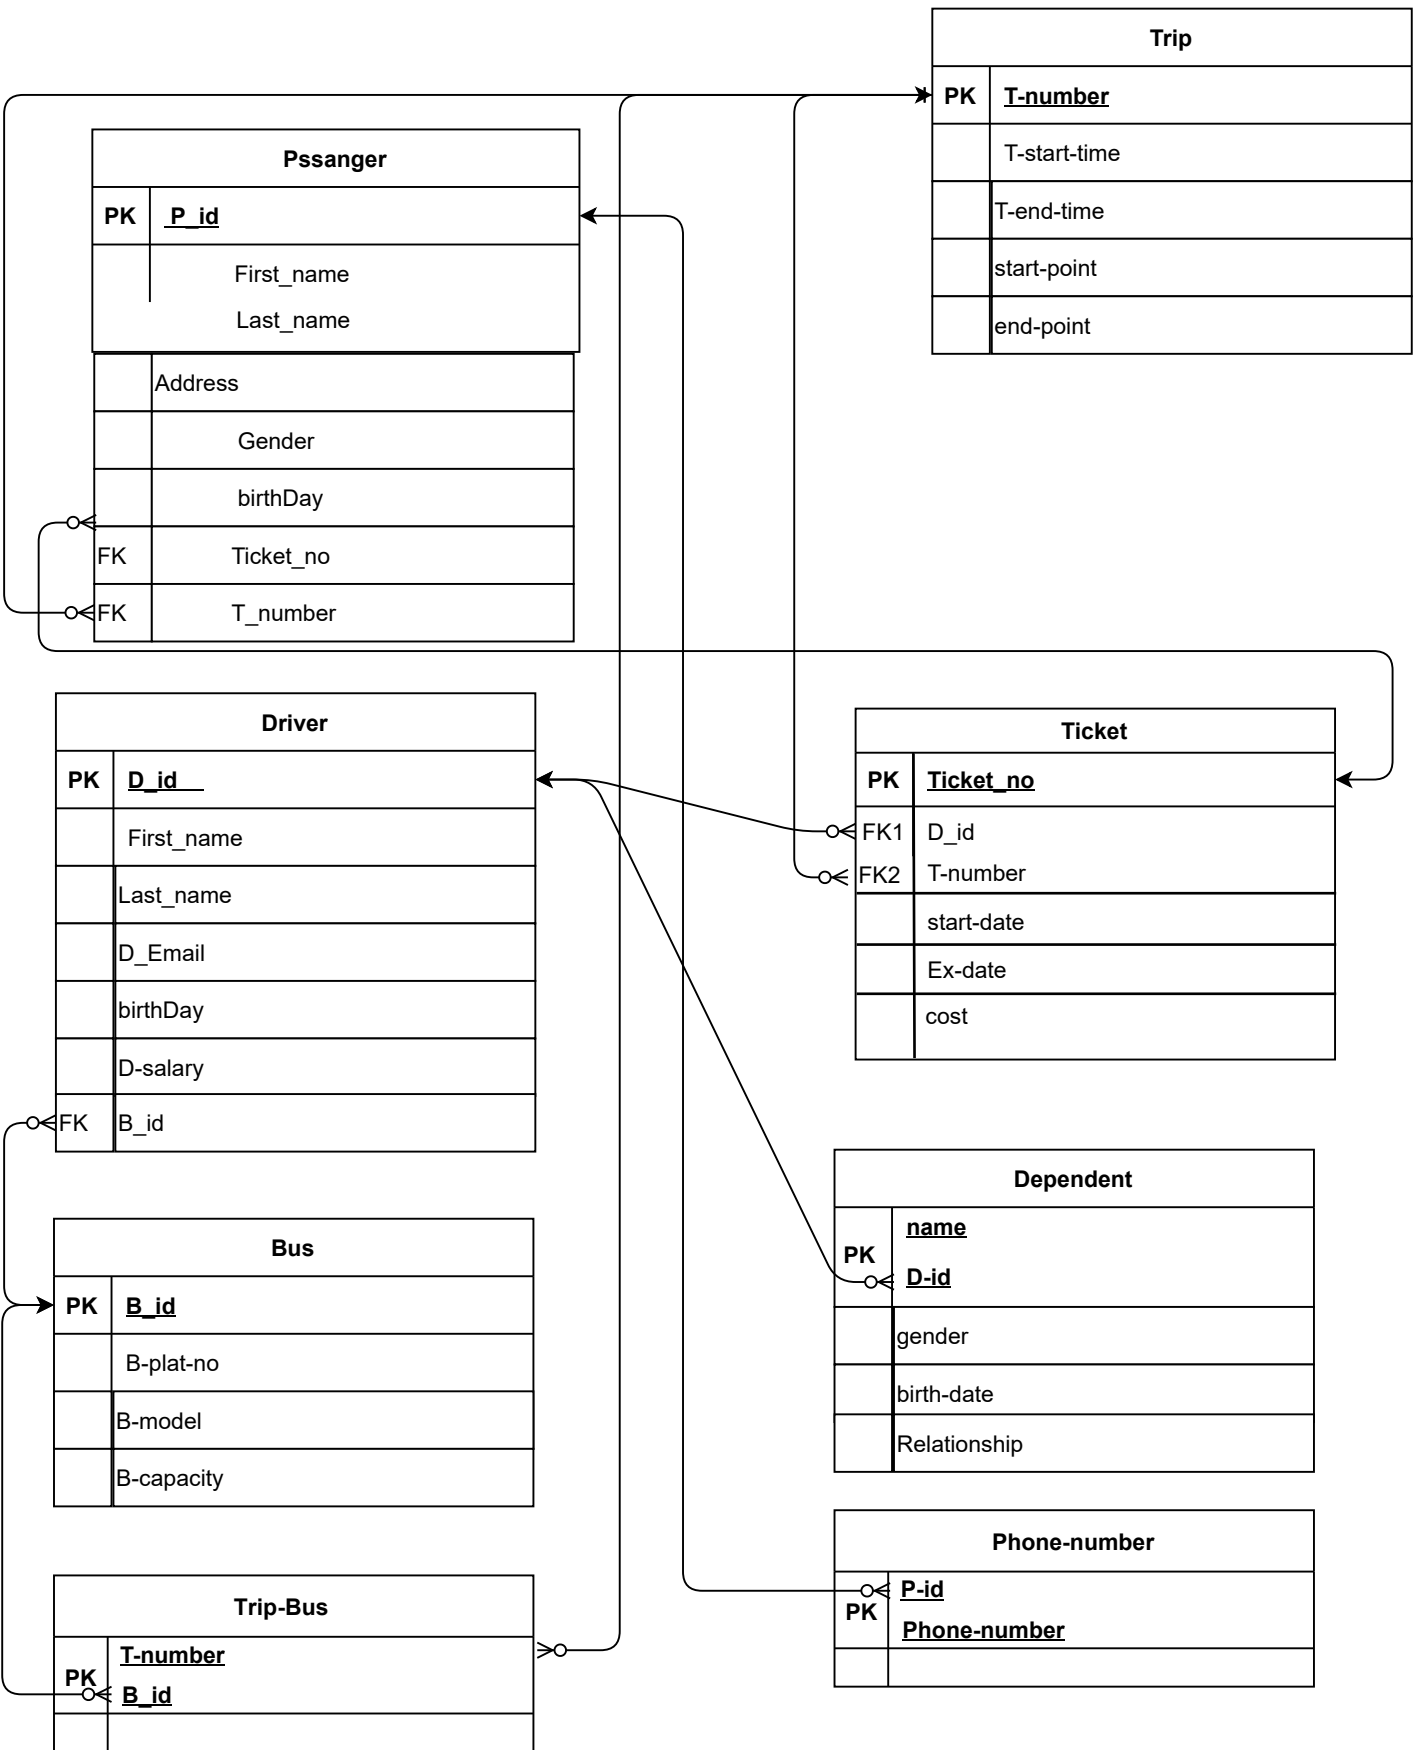 Trip
PK T-number
T-start-time
T-end-time
start-point
end-point
Pssanger
PK P_id
First_name
Last_name
Address
Gender
birthDay
FK Ticket_no
FK T_number
Driver
PK D_id
First_name
Last_name
D_Email
birthDay
D-salary
FK B_id
Ticket
PK Ticket_no
FK1 D_id
FK2 T-number
start-date
Ex-date
cost
Bus
PK B_id
B-plat-no
B-model
B-capacity
Dependent
name
PK
D-id
gender
birth-date
Relationship
Trip-Bus
T-number
PK
B_id
Phone-number
P-id
PK
Phone-number